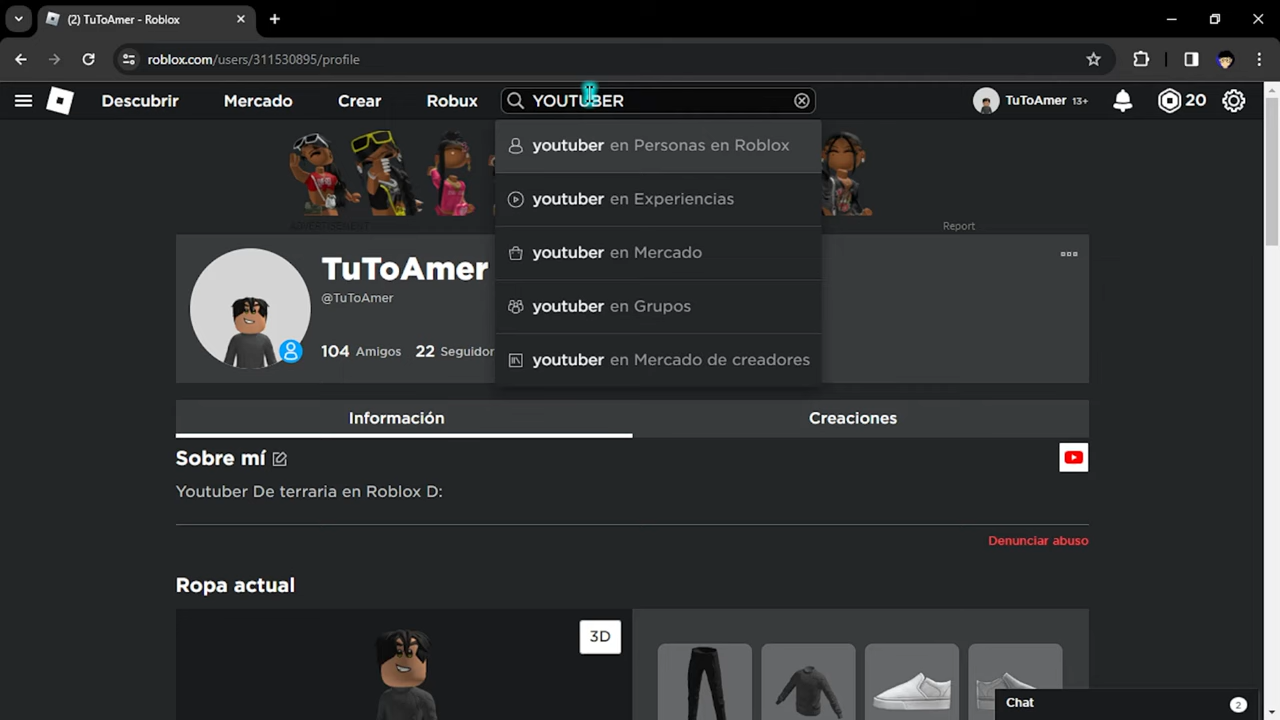 (2) TuToAmer - Roblox
roblox.com/users/311530895/profile
Descubrir Mercado Crear Robux YOUTUBER TuToAmer 13+ 20
youtuber en Personas en Roblox
youtuber en Experiencias
youtuber en Mercado
youtuber en Grupos
youtuber en Mercado de creadores
ADVERTISEMENT Report
TuToAmer
@TuToAmer
104 Amigos 22 Seguidor
Información Creaciones
Sobre mí
Youtuber De terraria en Roblox D:
Denunciar abuso
Ropa actual
3D
Chat 2